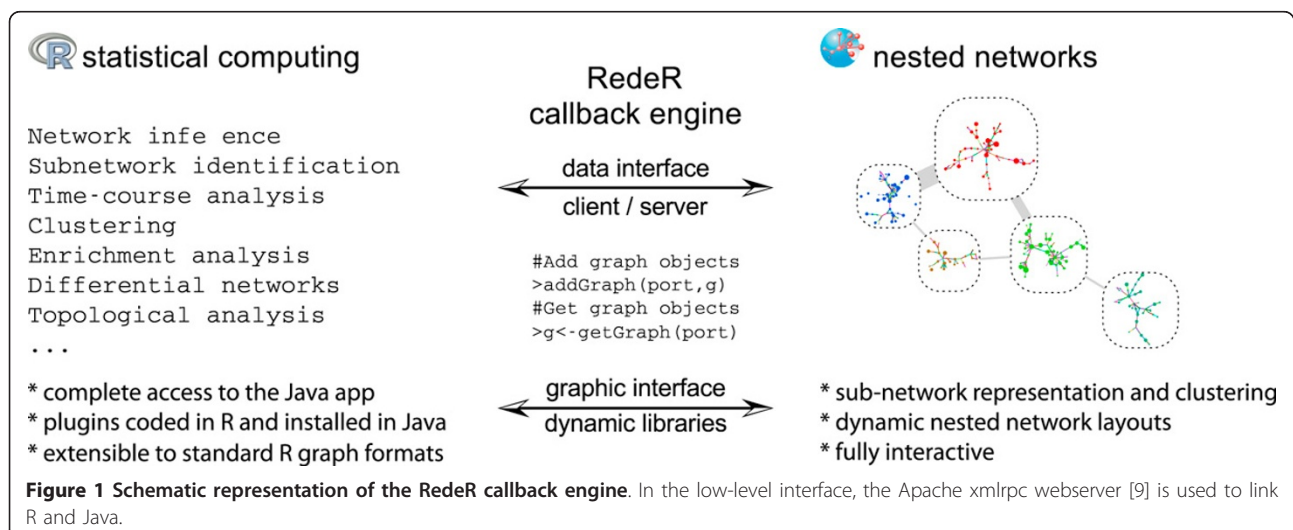 R statistical computing
Network infe ence
Subnetwork identification
Time-course analysis
Clustering
Enrichment analysis
Differential networks
Topological analysis
...
* complete access to the Java app
* plugins coded in R and installed in Java
* extensible to standard R graph formats
RedeR
callback engine
data interface
client / server
#Add graph objects
>addGraph(port,g)
#Get graph objects
>g<-getGraph(port)
graphic interface
dynamic libraries
nested networks
* sub-network representation and clustering
* dynamic nested network layouts
* fully interactive
Figure 1 Schematic representation of the RedeR callback engine. In the low-level interface, the Apache xmlrpc webserver [9] is used to link
R and Java.